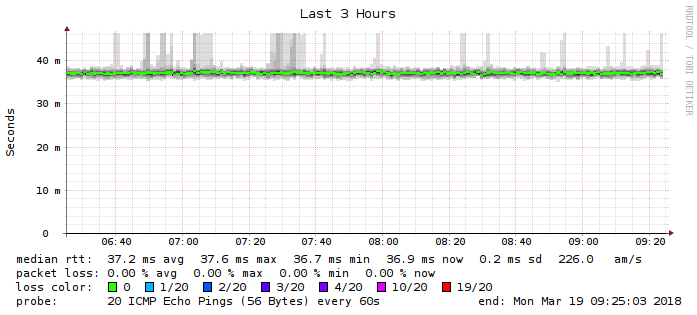 Last 3 Hours
RRDTOOL / TOBI OETIKER
Seconds
40 m
30 m
20 m
10 m
0
06:40 07:00 07:20 07:40 08:00 08:20 08:40 09:00 09:20
median rtt: 37.2 ms avg 37.6 ms max 36.7 ms min 36.9 ms now 0.2 ms sd 226.0 am/s
packet loss: 0.00 % avg 0.00 % max 0.00 % min 0.00 % now
loss color: 0 1/20 2/20 3/20 4/20 10/20 19/20
probe: 20 ICMP Echo Pings (56 Bytes) every 60s end: Mon Mar 19 09:25:03 2018